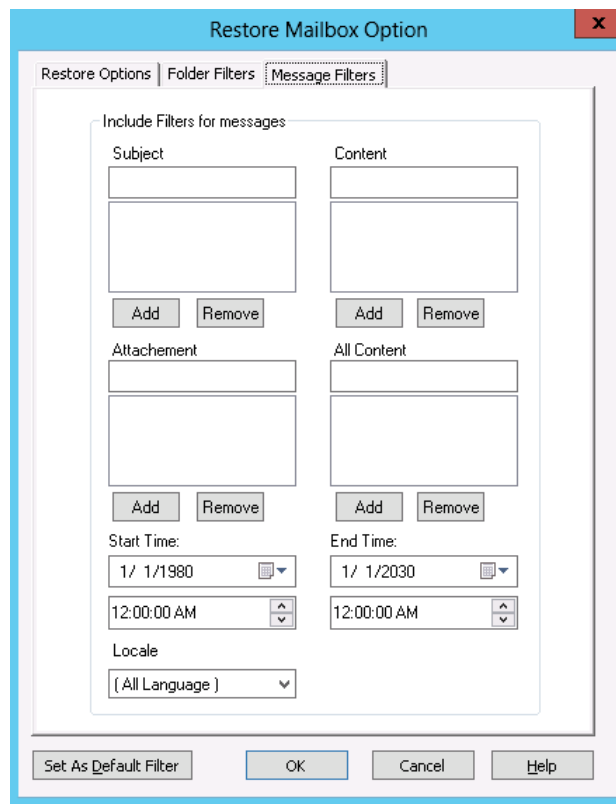 Restore Mailbox Option
x
Restore Options Folder Filters Message Filters
Include Filters for messages
Subject Content
Add Remove Add Remove
Attachement All Content
Add Remove Add Remove
Start Time: End Time:
1/ 1/1980 1/ 1/2030
12:00:00 AM 12:00:00 AM
Locale
( All Language )
Set As Default Filter OK Cancel Help